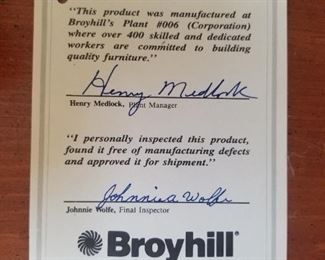 "This product was manufactured at
Broyhill's Plant #006 (Corporation)
where over 400 skilled and dedicated
workers are committed to building
quality furniture."
Henry Medlock
Henry Medlock, Plant Manager
"I personally inspected this product,
found it free of manufacturing defects
and approved it for shipment."
Johnnie Wolfe
Johnnie Wolfe, Final Inspector
Broyhill®